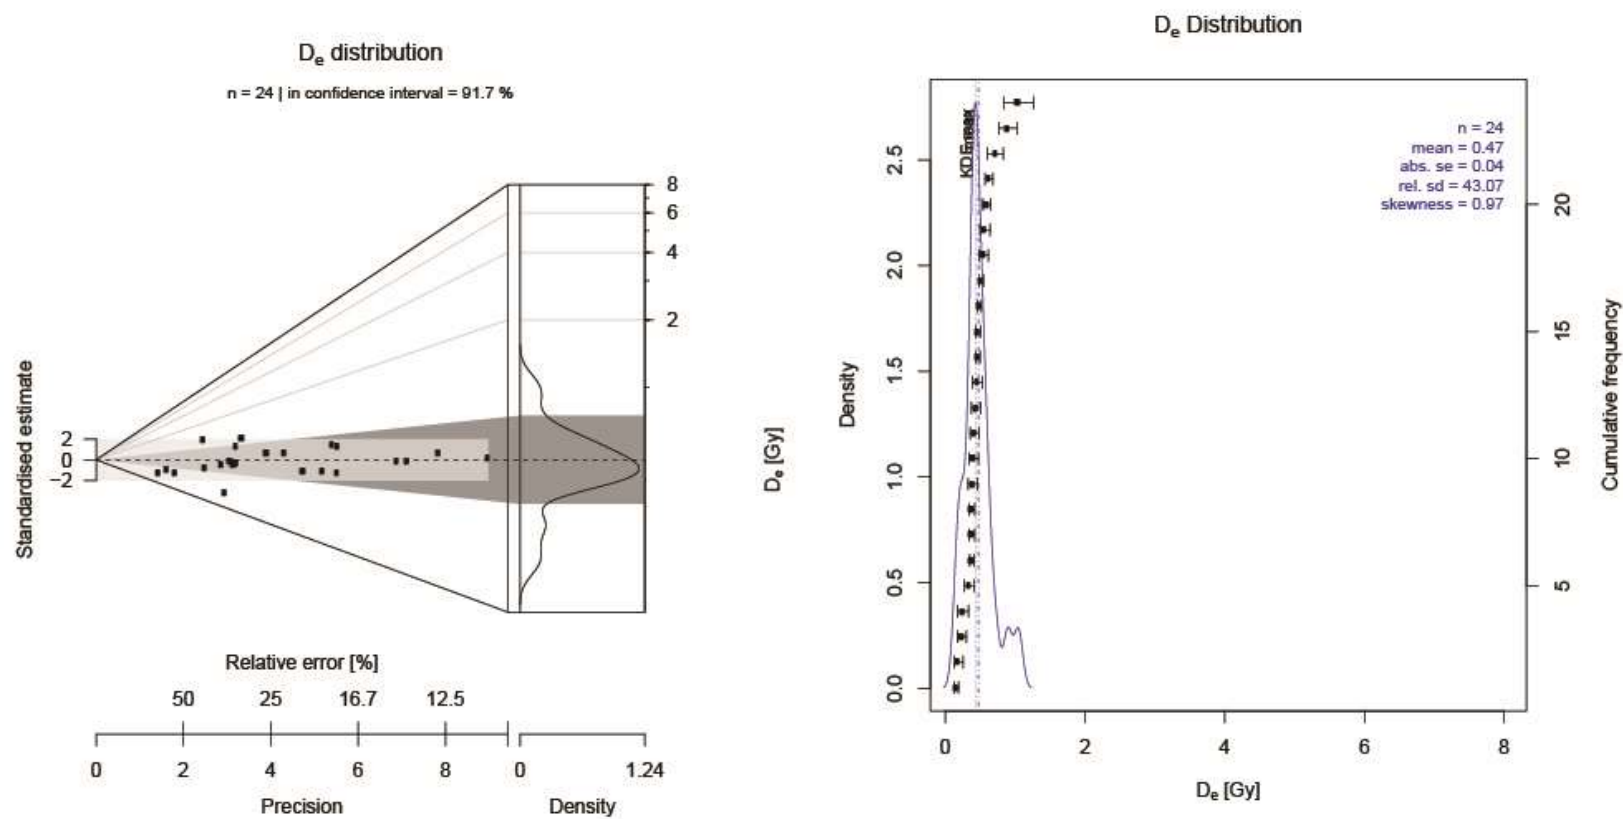 Dₑ distribution
n = 24 | in confidence interval = 91.7 %
8
6
4
2
Standardised estimate
2
0
−2
Dₑ [Gy]
Relative error [%]
50 25 16.7 12.5
0 2 4 6 8 0 1.24
Precision Density
Dₑ Distribution
n = 24
mean = 0.47
abs. se = 0.04
rel. sd = 43.07
skewness = 0.97
Density
0.0 0.5 1.0 1.5 2.0 2.5
Cumulative frequency
5 10 15 20
0 2 4 6 8
Dₑ [Gy]